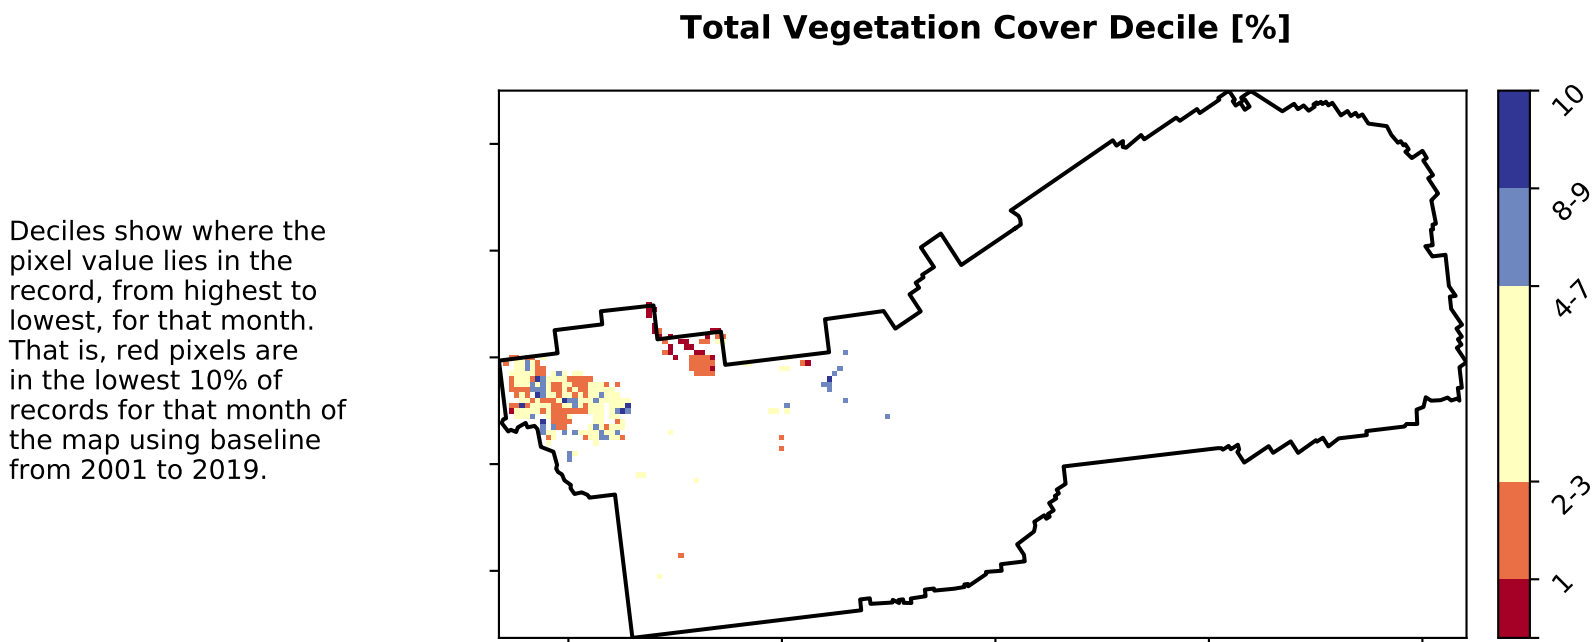 Total Vegetation Cover Decile [%]
Deciles show where the
pixel value lies in the
record, from highest to
lowest, for that month.
That is, red pixels are
in the lowest 10% of
records for that month of
the map using baseline
from 2001 to 2019.
10
8-9
4-7
2-3
1